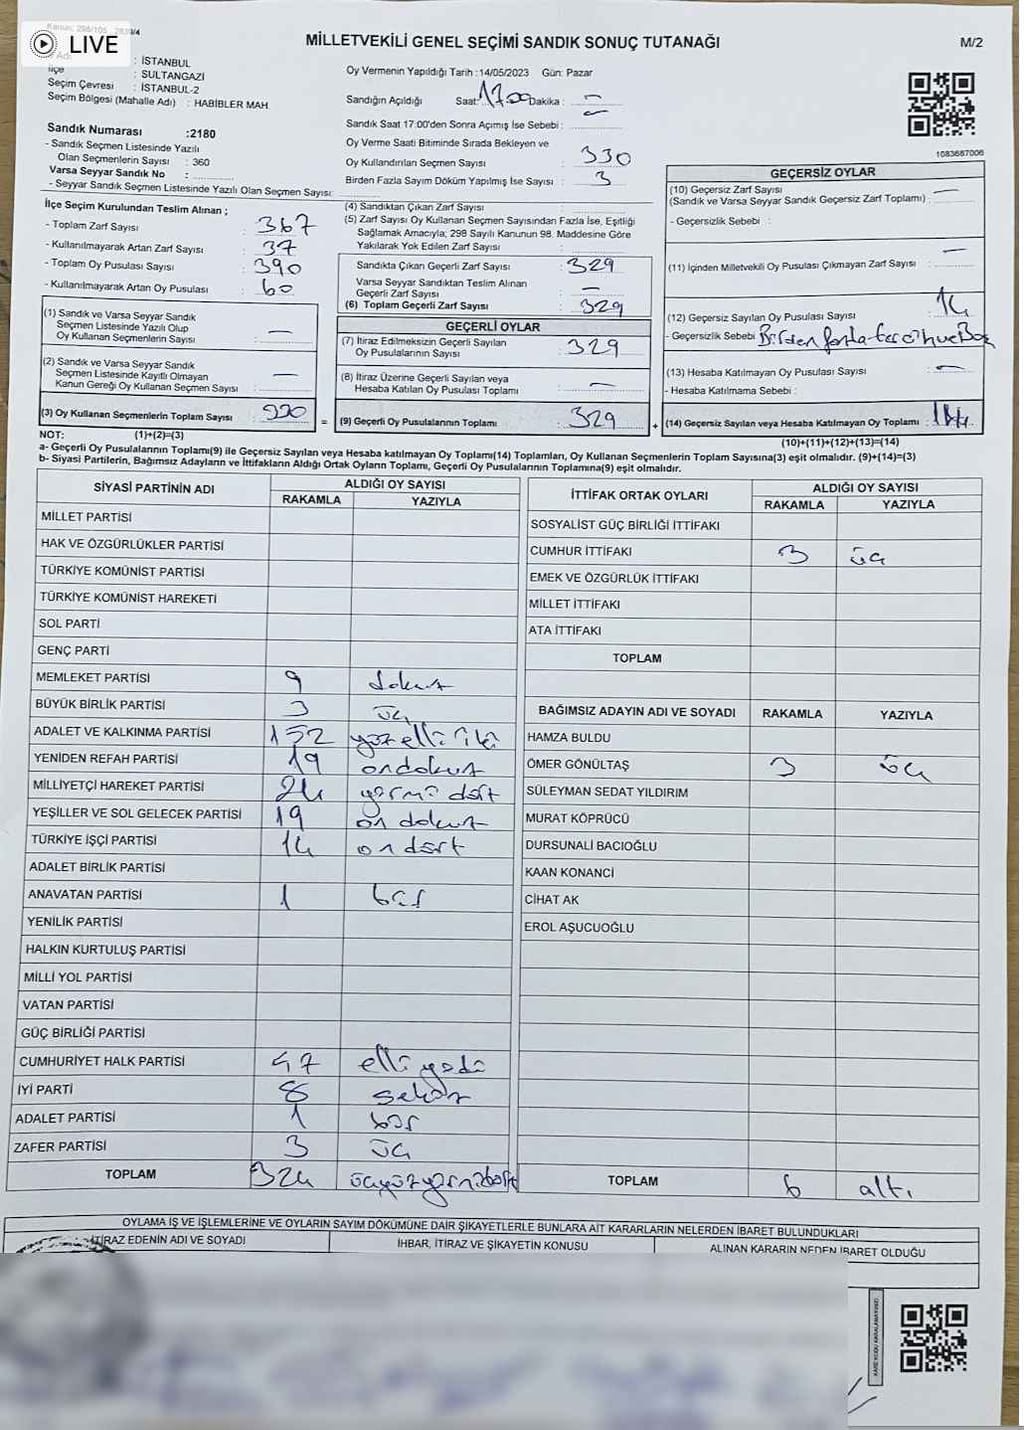 LIVE
MİLLETVEKİLİ GENEL SEÇİMİ SANDIK SONUÇ TUTANAĞI
M/2
: İSTANBUL
İlçe : SULTANGAZİ
Seçim Çevresi : İSTANBUL-2
Seçim Bölgesi (Mahalle Adı) : HABİBLER MAH
Oy Vermenin Yapıldığı Tarih :14/05/2023 Gün: Pazar
Sandığın Açıldığı Saat: 17.00 Dakika : –
Sandık Saat 17:00'den Sonra Açımış İse Sebebi :
Sandık Numarası :2180
- Sandık Seçmen Listesinde Yazılı Olan Seçmenlerin Sayısı : 360
Varsa Seyyar Sandık No :
- Seyyar Sandık Seçmen Listesinde Yazılı Olan Seçmen Sayısı:
Oy Verme Saati Bitiminde Sırada Bekleyen ve
Oy Kullandırılan Seçmen Sayısı : 330
Birden Fazla Sayım Döküm Yapılmış İse Sayısı : 3
1083687006
İlçe Seçim Kurulundan Teslim Alınan ;
- Toplam Zarf Sayısı : 367
- Kullanılmayarak Artan Zarf Sayısı : 37
- Toplam Oy Pusulası Sayısı : 390
- Kullanılmayarak Artan Oy Pusulası : 60
(1) Sandık ve Varsa Seyyar Sandık
Seçmen Listesinde Yazılı Olup
Oy Kullanan Seçmenlerin Sayısı : –
(2) Sandık ve Varsa Seyyar Sandık
Seçmen Listesinde Kayıtlı Olmayan
Kanun Gereği Oy Kullanan Seçmen Sayısı : –
(3) Oy Kullanan Seçmenlerin Toplam Sayısı :
(1)+(2)=(3)
(4) Sandıktan Çıkan Zarf Sayısı :
(5) Zarf Sayısı Oy Kullanan Seçmen Sayısından Fazla İse, Eşitliği
Sağlamak Amacıyla; 298 Sayılı Kanunun 98. Maddesine Göre
Yakılarak Yok Edilen Zarf Sayısı :
Sandıkta Çıkan Geçerli Zarf Sayısı : 329
Varsa Seyyar Sandıktan Teslim Alınan
Geçerli Zarf Sayısı : –
(6) Toplam Geçerli Zarf Sayısı : 329
GEÇERLİ OYLAR
(7) İtiraz Edilmeksizin Geçerli Sayılan
Oy Pusulalarının Sayısı : 329
(8) İtiraz Üzerine Geçerli Sayılan veya
Hesaba Katılan Oy Pusulası Toplamı : –
= (9) Geçerli Oy Pusulalarının Toplamı : 329
GEÇERSİZ OYLAR
(10) Geçersiz Zarf Sayısı
(Sandık ve Varsa Seyyar Sandık Geçersiz Zarf Toplamı) : –
- Geçersizlik Sebebi :
(11) İçinden Milletvekili Oy Pusulası Çıkmayan Zarf Sayısı : –
(12) Geçersiz Sayılan Oy Pusulası Sayısı : 14
- Geçersizlik Sebebi : Birden fazla
(13) Hesaba Katılmayan Oy Pusulası Sayısı : –
- Hesaba Katılmama Sebebi :
+ (14) Geçersiz Sayılan veya Hesaba Katılmayan Oy Toplamı :
(10)+(11)+(12)+(13)=(14)
NOT:
a- Geçerli Oy Pusulalarının Toplamı(9) ile Geçersiz Sayılan veya Hesaba katılmayan Oy Toplamı(14) Toplamları, Oy Kullanan Seçmenlerin Toplam Sayısına(3) eşit olmalıdır. (9)+(14)=(3)
b- Siyasi Partilerin, Bağımsız Adayların ve İttifakların Aldığı Ortak Oyların Toplamı, Geçerli Oy Pusulalarının Toplamına(9) eşit olmalıdır.
SİYASİ PARTİNİN ADI ALDIĞI OY SAYISI
RAKAMLA YAZIYLA
MİLLET PARTİSİ
HAK VE ÖZGÜRLÜKLER PARTİSİ
TÜRKİYE KOMÜNİST PARTİSİ
TÜRKİYE KOMÜNİST HAREKETİ
SOL PARTİ
GENÇ PARTİ
MEMLEKET PARTİSİ 9 dokuz
BÜYÜK BİRLİK PARTİSİ 3 üç
ADALET VE KALKINMA PARTİSİ 152 yüz elli iki
YENİDEN REFAH PARTİSİ 19 ondokuz
MİLLİYETÇİ HAREKET PARTİSİ 24 yirmi dört
YEŞİLLER VE SOL GELECEK PARTİSİ 19 on dokuz
TÜRKİYE İŞÇİ PARTİSİ 14 on dört
ADALET BİRLİK PARTİSİ
ANAVATAN PARTİSİ 1 bir
YENİLİK PARTİSİ
HALKIN KURTULUŞ PARTİSİ
MİLLİ YOL PARTİSİ
VATAN PARTİSİ
GÜÇ BİRLİĞİ PARTİSİ
CUMHURİYET HALK PARTİSİ 57 elli yedi
İYİ PARTİ 8 sekiz
ADALET PARTİSİ 1 bir
ZAFER PARTİSİ 3 üç
TOPLAM 324 üçyüzyirmidört
İTTİFAK ORTAK OYLARI ALDIĞI OY SAYISI
RAKAMLA YAZIYLA
SOSYALİST GÜÇ BİRLİĞİ İTTİFAKI
CUMHUR İTTİFAKI 3 üç
EMEK VE ÖZGÜRLÜK İTTİFAKI
MİLLET İTTİFAKI
ATA İTTİFAKI
TOPLAM
BAĞIMSIZ ADAYIN ADI VE SOYADI RAKAMLA YAZIYLA
HAMZA BULDU
ÖMER GÖNÜLTAŞ 3 üç
SÜLEYMAN SEDAT YILDIRIM
MURAT KÖPRÜCÜ
DURSUNALİ BACIOĞLU
KAAN KONANCİ
CİHAT AK
EROL AŞUCUOĞLU
TOPLAM 6 altı
OYLAMA İŞ VE İŞLEMLERİNE VE OYLARIN SAYIM DÖKÜMÜNE DAİR ŞİKAYETLERLE BUNLARA AİT KARARLARIN NELERDEN İBARET BULUNDUKLARI
İTİRAZ EDENİN ADI VE SOYADI İHBAR, İTİRAZ VE ŞİKAYETİN KONUSU ALINAN KARARIN NEDEN İBARET OLDUĞU